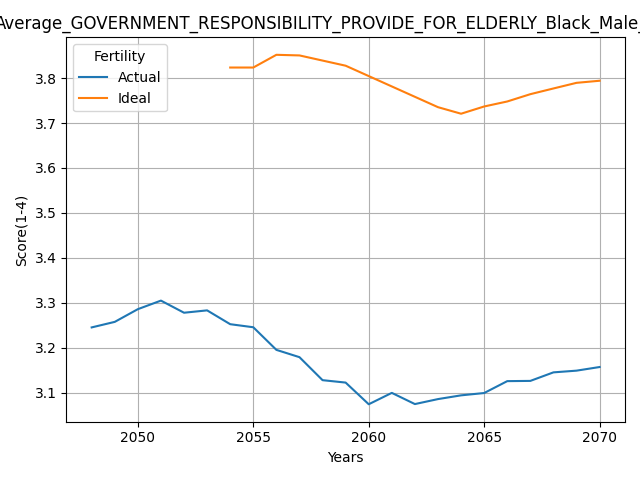 Average_GOVERNMENT_RESPONSIBILITY_PROVIDE_FOR_ELDERLY_Black_Male_
Fertility
Actual
Ideal
3.8
3.7
3.6
3.5
3.4
3.3
3.2
3.1
Score(1-4)
2050 2055 2060 2065 2070
Years